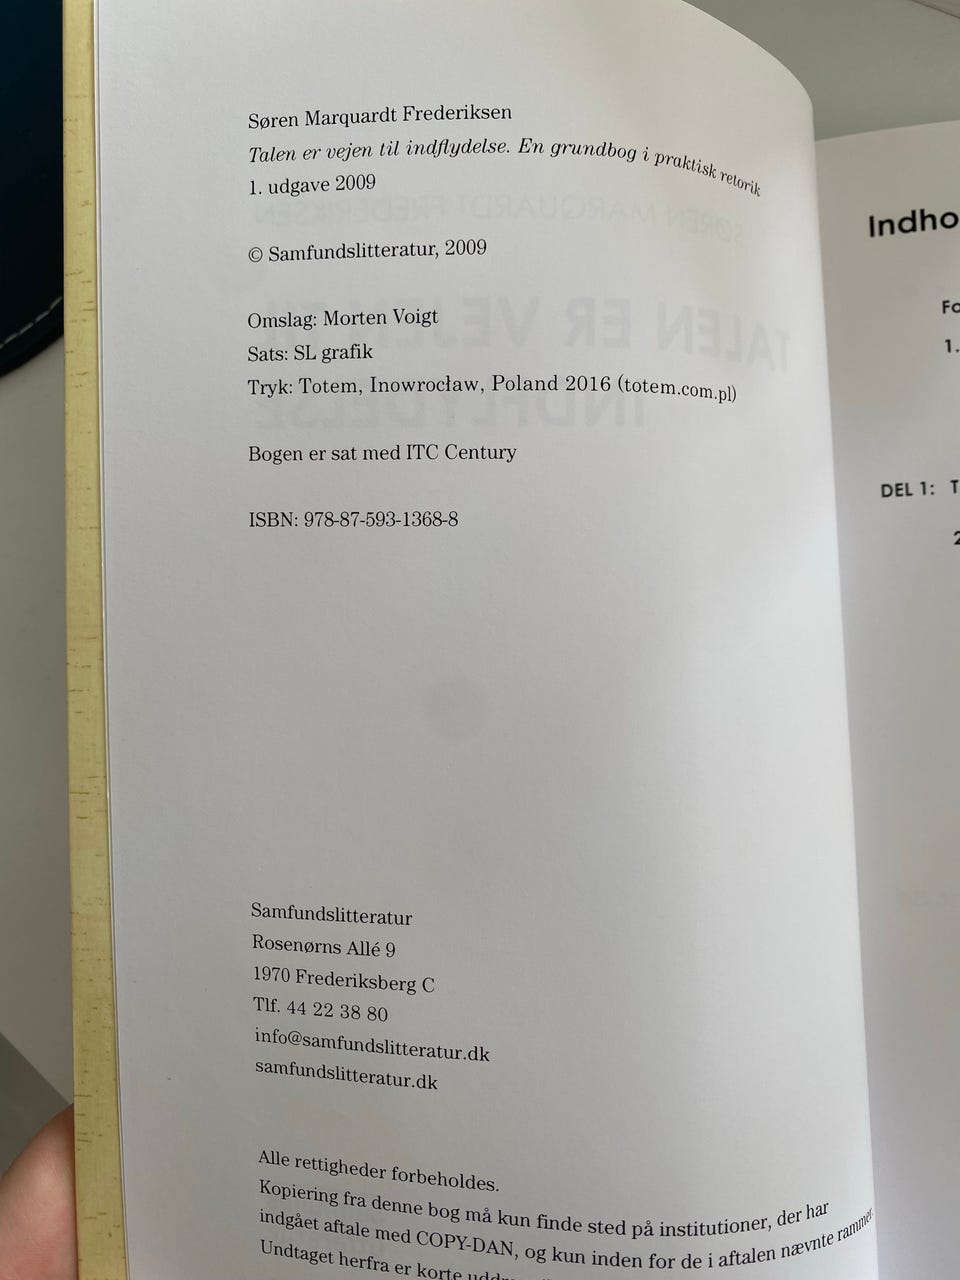 Søren Marquardt Frederiksen
Talen er vejen til indflydelse. En grundbog i praktisk retorik
1. udgave 2009
© Samfundslitteratur, 2009
Omslag: Morten Voigt
Sats: SL grafik
Tryk: Totem, Inowrocław, Poland 2016 (totem.com.pl)
Bogen er sat med ITC Century
ISBN: 978-87-593-1368-8
Samfundslitteratur
Rosenørns Allé 9
1970 Frederiksberg C
Tlf. 44 22 38 80
info@samfundslitteratur.dk
samfundslitteratur.dk
Alle rettigheder forbeholdes.
Kopiering fra denne bog må kun finde sted på institutioner, der har
indgået aftale med COPY-DAN, og kun inden for de i aftalen nævnte rammer.
Undtaget herfra er korte
Indho
Fo
1.
DEL 1: T
2